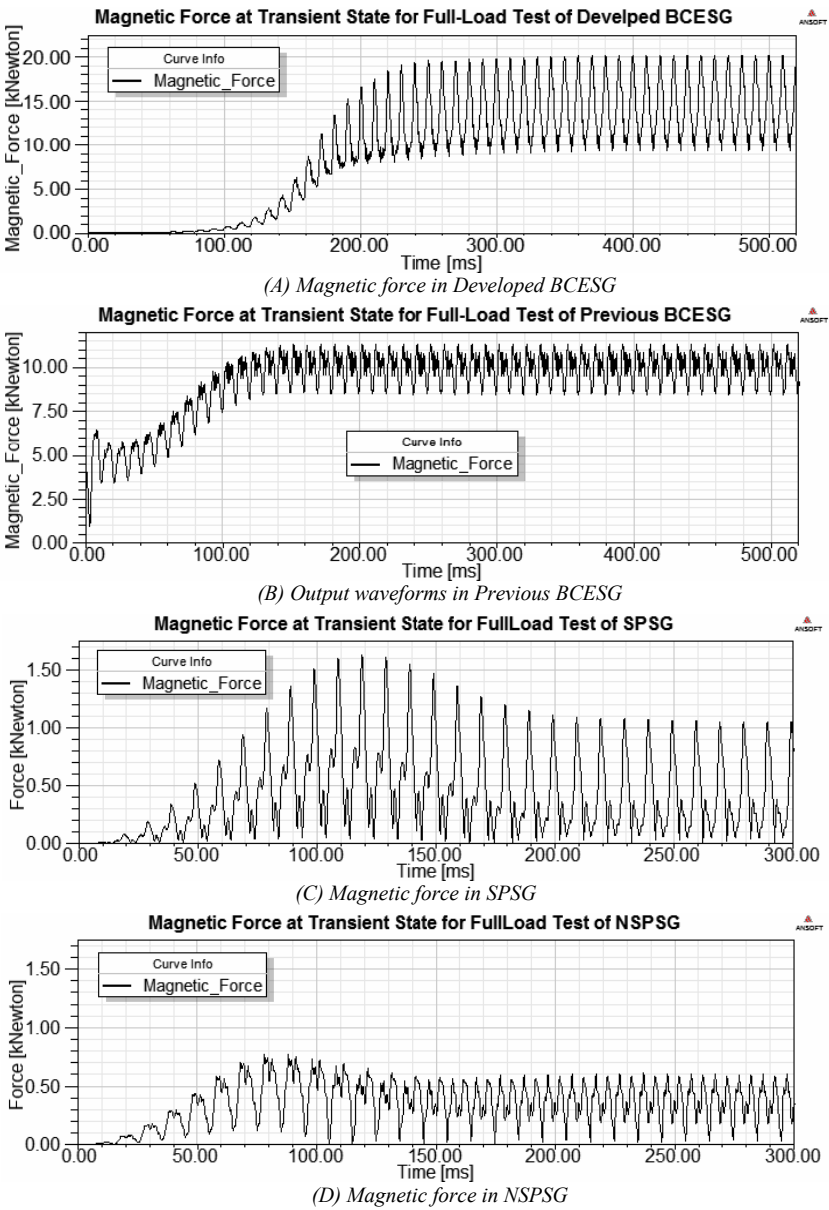 Magnetic Force at Transient State for Full-Load Test of Develped BCESG
ANSOFT
Magnetic_Force [kNewton]
20.00
15.00
10.00
5.00
0.00
Curve Info
Magnetic_Force
0.00 100.00 200.00 300.00 400.00 500.00
Time [ms]
(A) Magnetic force in Developed BCESG
Magnetic Force at Transient State for Full-Load Test of Previous BCESG
ANSOFT
Magnetic_Force [kNewton]
10.00
7.50
5.00
2.50
0.00
Curve Info
Magnetic_Force
0.00 100.00 200.00 300.00 400.00 500.00
Time [ms]
(B) Output waveforms in Previous BCESG
Magnetic Force at Transient State for FullLoad Test of SPSG
ANSOFT
Force [kNewton]
1.50
1.00
0.50
0.00
Curve Info
Magnetic_Force
0.00 50.00 100.00 150.00 200.00 250.00 300.00
Time [ms]
(C) Magnetic force in SPSG
Magnetic Force at Transient State for FullLoad Test of NSPSG
ANSOFT
Force [kNewton]
1.50
1.00
0.50
0.00
Curve Info
Magnetic_Force
0.00 50.00 100.00 150.00 200.00 250.00 300.00
Time [ms]
(D) Magnetic force in NSPSG